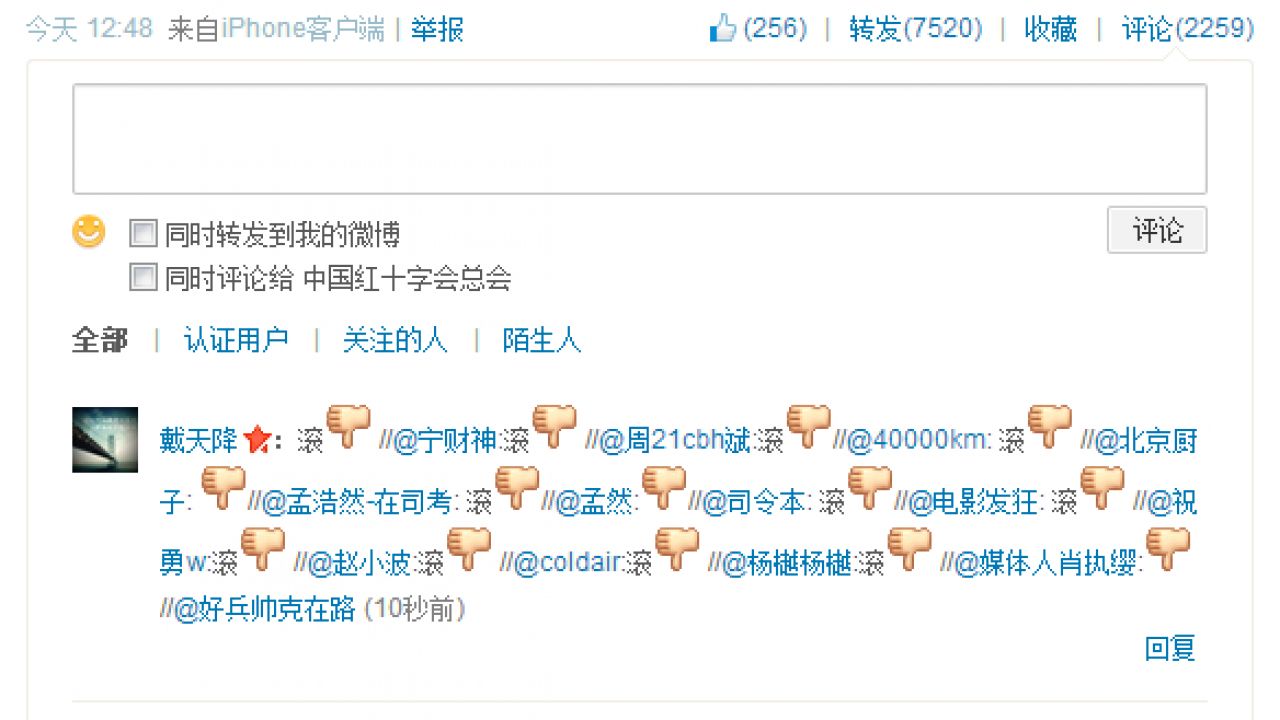 今天 12:48 来自iPhone客户端 | 举报 (256) | 转发(7520) | 收藏 | 评论(2259)
同时转发到我的微博
评论
同时评论给 中国红十字会总会
全部 | 认证用户 | 关注的人 | 陌生人
戴天降: 滚 //@宁财神:滚 //@周21cbh斌:滚 //@40000km: 滚 //@北京厨
子: //@孟浩然-在司考: 滚 //@孟然: //@司令本: 滚 //@电影发狂: 滚 //@祝
勇w:滚 //@赵小波:滚 //@coldair:滚 //@杨樾杨樾:滚 //@媒体人肖执缨:
//@好兵帅克在路 (10秒前)
回复